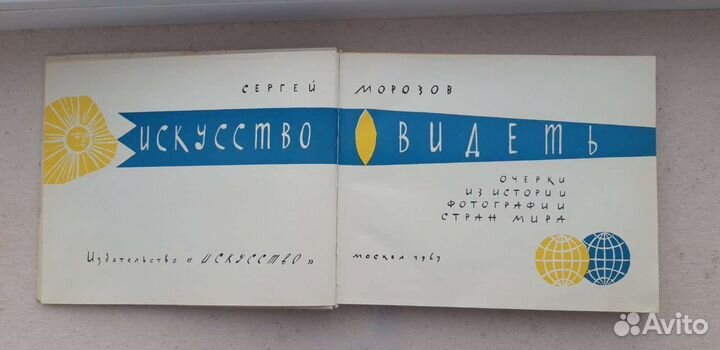 СЕРГЕЙ МОРОЗОВ
ИСКУССТВО ВИДЕТЬ
ОЧЕРКИ
ИЗ ИСТОРИИ
ФОТОГРАФИИ
СТРАН МИРА
Издательство « ИСКУССТВО »
МОСКВА 1963
Avito